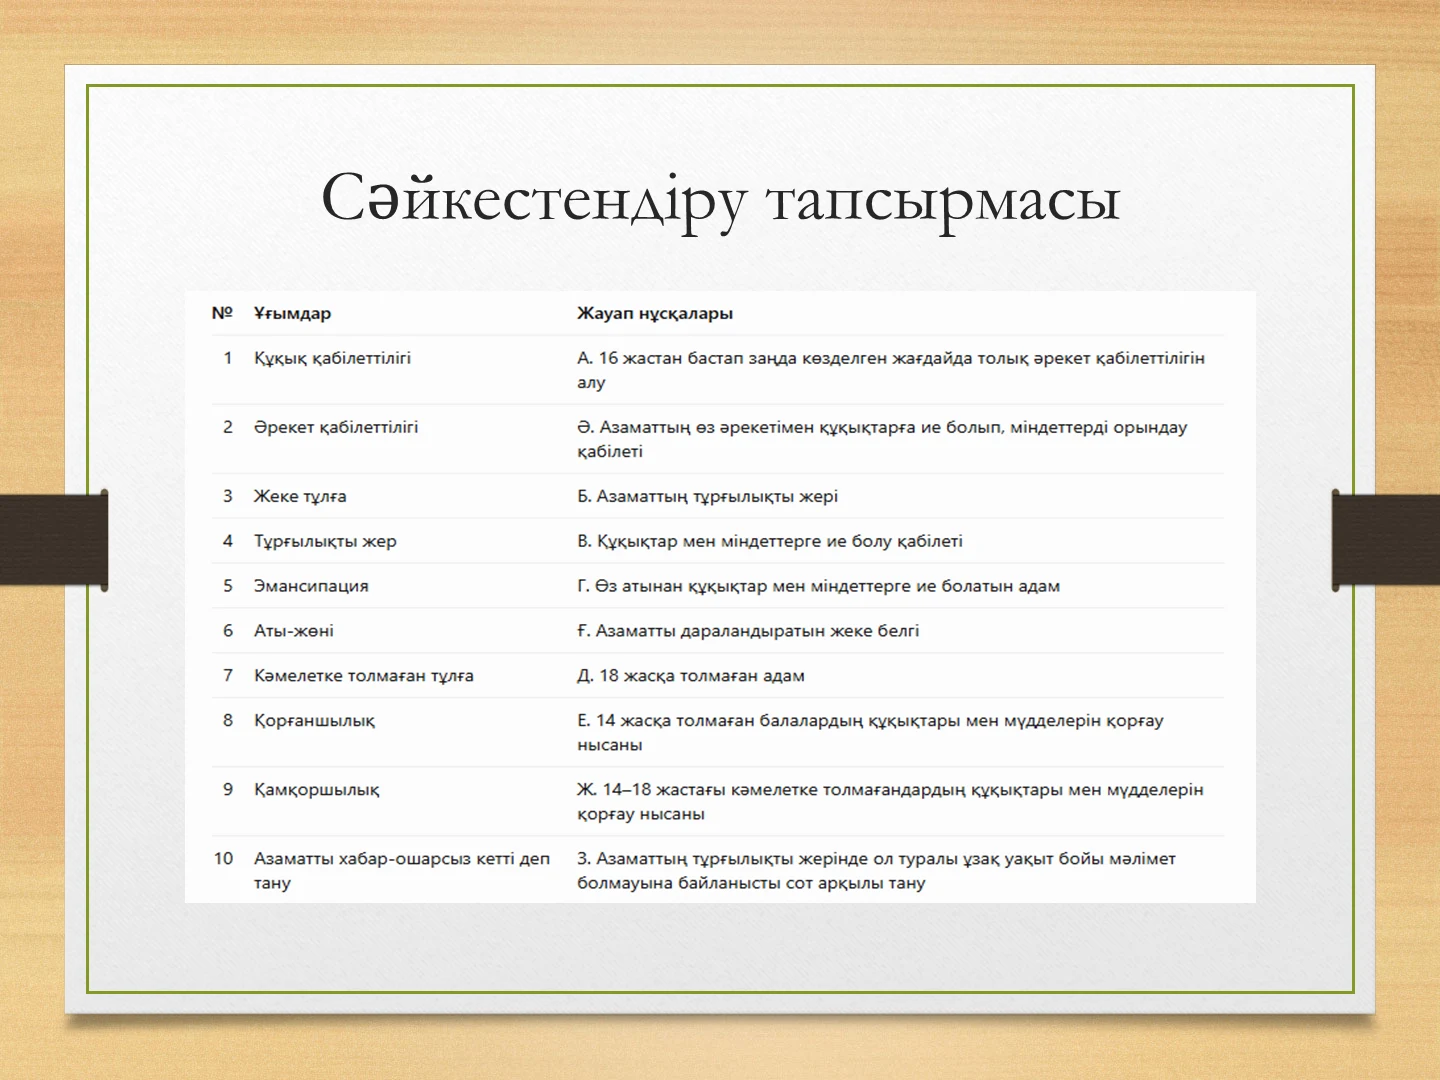 Сәйкестендіру тапсырмасы
№ Ұғымдар Жауап нұсқалары
1 Құқық қабілеттілігі А. 16 жастан бастап заңда көзделген жағдайда толық әрекет қабілеттілігін
алу
2 Әрекет қабілеттілігі Ә. Азаматтың өз әрекетімен құқықтарға ие болып, міндеттерді орындау
қабілеті
3 Жеке тұлға Б. Азаматтың тұрғылықты жері
4 Тұрғылықты жер В. Құқықтар мен міндеттерге ие болу қабілеті
5 Эмансипация Г. Өз атынан құқықтар мен міндеттерге ие болатын адам
6 Аты-жөні Ғ. Азаматты дараландыратын жеке белгі
7 Кәмелетке толмаған тұлға Д. 18 жасқа толмаған адам
8 Қорғаншылық Е. 14 жасқа толмаған балалардың құқықтары мен мүдделерін қорғау
нысаны
9 Қамқоршылық Ж. 14–18 жастағы кәмелетке толмағандардың құқықтары мен мүдделерін
қорғау нысаны
10 Азаматты хабар-ошарсыз кетті деп З. Азаматтың тұрғылықты жерінде ол туралы ұзақ уақыт бойы мәлімет
тану болмауына байланысты сот арқылы тану